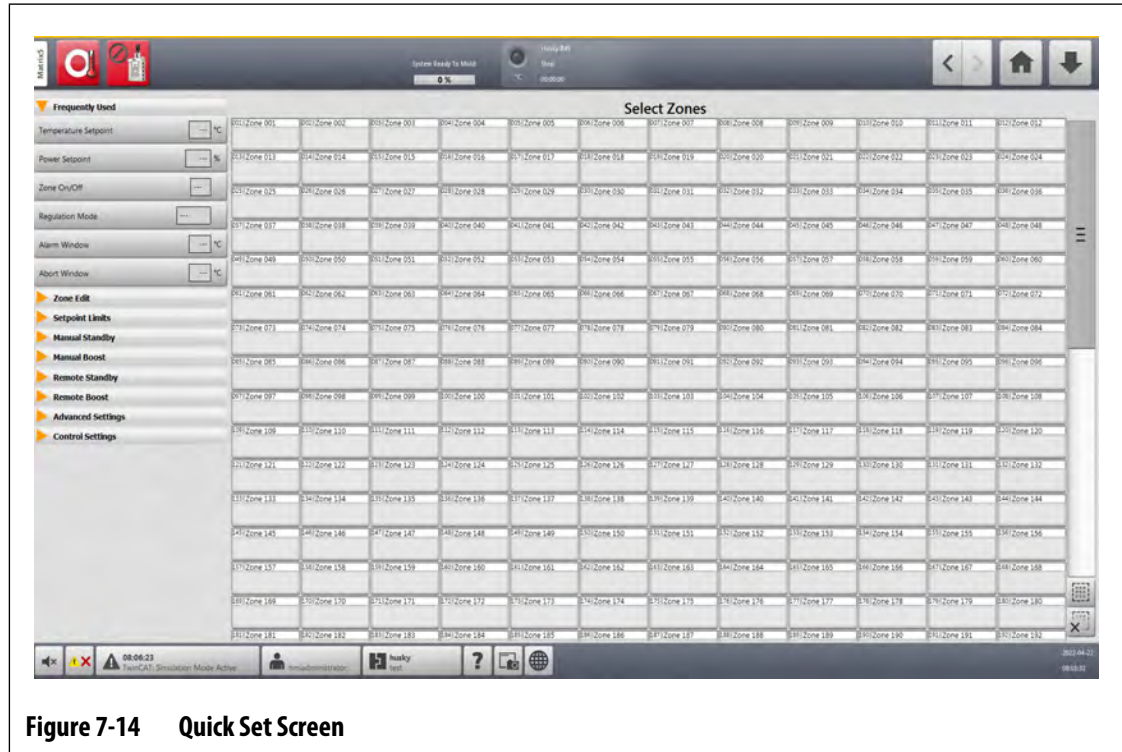 Matrix5
System Ready To Mold
0 %
°C
Stop
00:00:00
Frequently Used
Temperature Setpoint --- °C
Power Setpoint --- %
Zone On/Off ---
Regulation Mode ---
Alarm Window --- °C
Abort Window --- °C
Zone Edit
Setpoint Limits
Manual Standby
Manual Boost
Remote Standby
Remote Boost
Advanced Settings
Control Settings
Select Zones
Zone 001 Zone 002 Zone 003 Zone 004 Zone 005 Zone 006 Zone 007 Zone 008 Zone 009 Zone 010 Zone 011 Zone 012
Zone 013 Zone 014 Zone 015 Zone 016 Zone 017 Zone 018 Zone 019 Zone 020 Zone 021 Zone 022 Zone 023 Zone 024
Zone 025 Zone 026 Zone 027 Zone 028 Zone 029 Zone 030 Zone 031 Zone 032 Zone 033 Zone 034 Zone 035 Zone 036
Zone 037 Zone 038 Zone 039 Zone 040 Zone 041 Zone 042 Zone 043 Zone 044 Zone 045 Zone 046 Zone 047 Zone 048
Zone 049 Zone 050 Zone 051 Zone 052 Zone 053 Zone 054 Zone 055 Zone 056 Zone 057 Zone 058 Zone 059 Zone 060
Zone 061 Zone 062 Zone 063 Zone 064 Zone 065 Zone 066 Zone 067 Zone 068 Zone 069 Zone 070 Zone 071 Zone 072
Zone 073 Zone 074 Zone 075 Zone 076 Zone 077 Zone 078 Zone 079 Zone 080 Zone 081 Zone 082 Zone 083 Zone 084
Zone 085 Zone 086 Zone 087 Zone 088 Zone 089 Zone 090 Zone 091 Zone 092 Zone 093 Zone 094 Zone 095 Zone 096
Zone 097 Zone 098 Zone 099 Zone 100 Zone 101 Zone 102 Zone 103 Zone 104 Zone 105 Zone 106 Zone 107 Zone 108
Zone 109 Zone 110 Zone 111 Zone 112 Zone 113 Zone 114 Zone 115 Zone 116 Zone 117 Zone 118 Zone 119 Zone 120
Zone 121 Zone 122 Zone 123 Zone 124 Zone 125 Zone 126 Zone 127 Zone 128 Zone 129 Zone 130 Zone 131 Zone 132
Zone 133 Zone 134 Zone 135 Zone 136 Zone 137 Zone 138 Zone 139 Zone 140 Zone 141 Zone 142 Zone 143 Zone 144
Zone 145 Zone 146 Zone 147 Zone 148 Zone 149 Zone 150 Zone 151 Zone 152 Zone 153 Zone 154 Zone 155 Zone 156
Zone 157 Zone 158 Zone 159 Zone 160 Zone 161 Zone 162 Zone 163 Zone 164 Zone 165 Zone 166 Zone 167 Zone 168
Zone 169 Zone 170 Zone 171 Zone 172 Zone 173 Zone 174 Zone 175 Zone 176 Zone 177 Zone 178 Zone 179 Zone 180
Zone 181 Zone 182 Zone 183 Zone 184 Zone 185 Zone 186 Zone 187 Zone 188 Zone 189 Zone 190 Zone 191 Zone 192
08:06:23
TwinCAT: Simulation Mode Active
hmiadministrator
husky
test
?
2022-04-22
Figure 7-14 Quick Set Screen